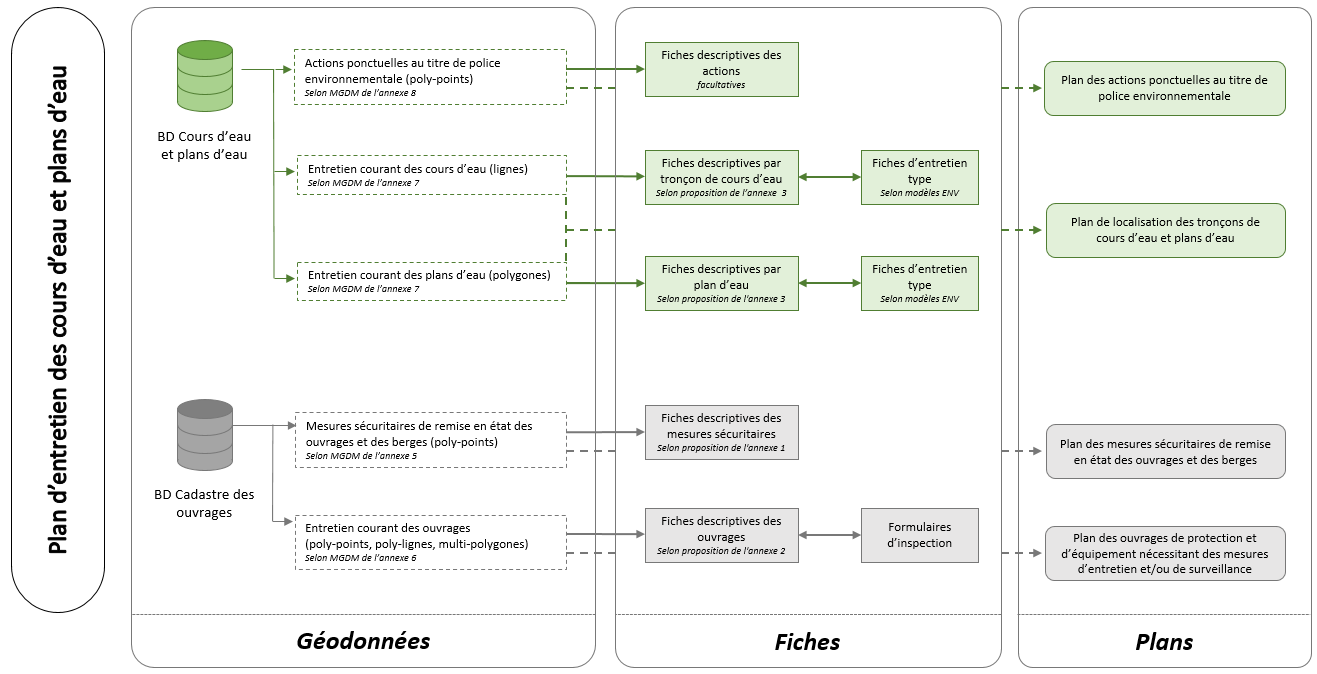 Plan d'entretien des cours d'eau et plans d'eau
BD Cours d'eau
et plans d'eau
Actions ponctuelles au titre de police
environnementale (poly-points)
Selon MGDM de l'annexe 8
Entretien courant des cours d'eau (lignes)
Selon MGDM de l'annexe 7
Entretien courant des plans d'eau (polygones)
Selon MGDM de l'annexe 7
BD Cadastre des
ouvrages
Mesures sécuritaires de remise en état des
ouvrages et des berges (poly-points)
Selon MGDM de l'annexe 5
Entretien courant des ouvrages
(poly-points, poly-lignes, multi-polygones)
Selon MGDM de l'annexe 6
Géodonnées
Fiches descriptives des
actions
facultatives
Fiches descriptives par
tronçon de cours d'eau
Selon proposition de l'annexe 3
Fiches d'entretien
type
Selon modèles ENV
Fiches descriptives par
plan d'eau
Selon proposition de l'annexe 3
Fiches d'entretien
type
Selon modèles ENV
Fiches descriptives des
mesures sécuritaires
Selon proposition de l'annexe 1
Fiches descriptives des
ouvrages
Selon proposition de l'annexe 2
Formulaires
d'inspection
Fiches
Plan des actions ponctuelles au titre de
police environnementale
Plan de localisation des tronçons de
cours d'eau et plans d'eau
Plan des mesures sécuritaires de remise
en état des ouvrages et des berges
Plan des ouvrages de protection et
d'équipement nécessitant des mesures
d'entretien et/ou de surveillance
Plans